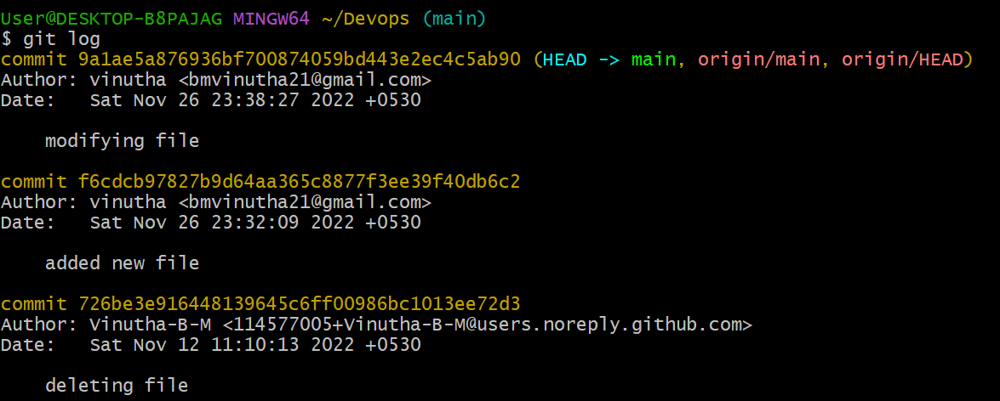 User@DESKTOP-B8PAJAG MINGW64 ~/Devops (main)
$ git log
commit 9a1ae5a876936bf700874059bd443e2ec4c5ab90 (HEAD -> main, origin/main, origin/HEAD)
Author: vinutha <bmvinutha21@gmail.com>
Date:   Sat Nov 26 23:38:27 2022 +0530
modifying file
commit f6cdcb97827b9d64aa365c8877f3ee39f40db6c2
Author: vinutha <bmvinutha21@gmail.com>
Date:   Sat Nov 26 23:32:09 2022 +0530
added new file
commit 726be3e916448139645c6ff00986bc1013ee72d3
Author: Vinutha-B-M <114577005+Vinutha-B-M@users.noreply.github.com>
Date:   Sat Nov 12 11:10:13 2022 +0530
deleting file